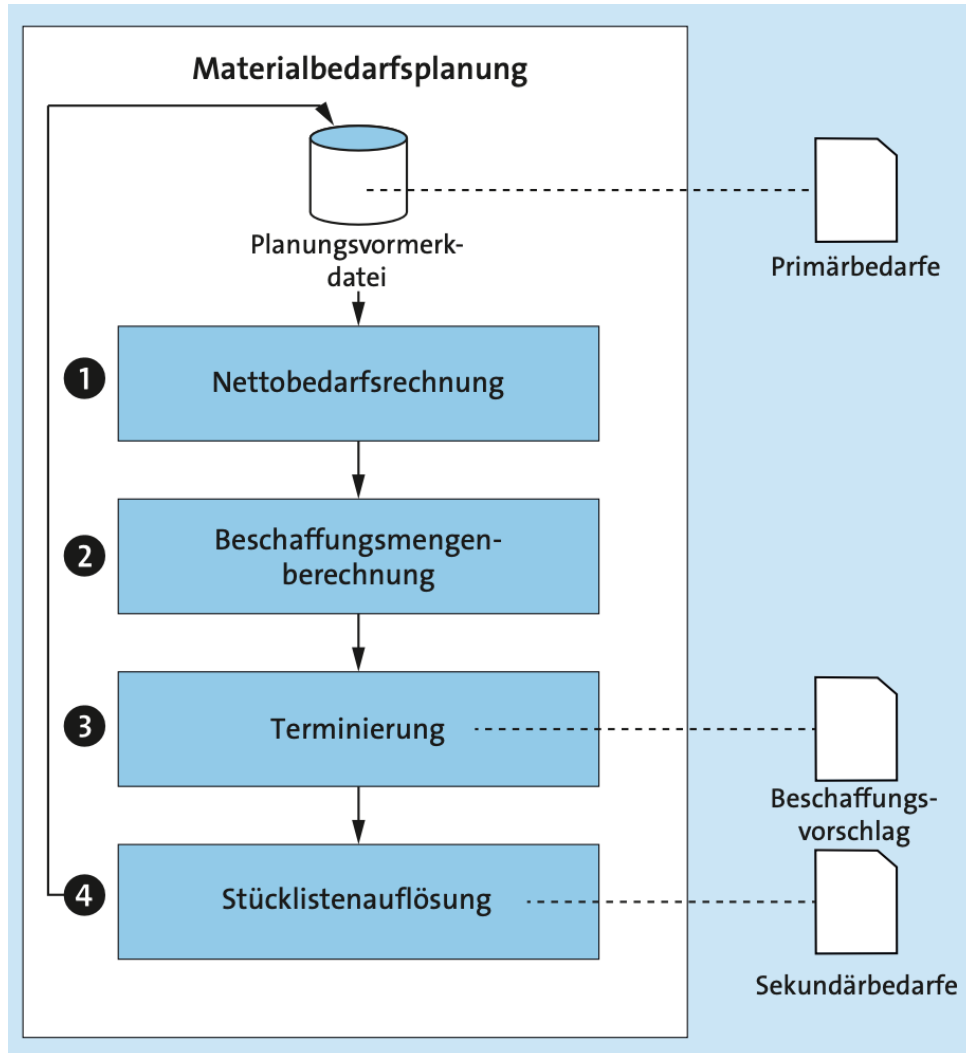 Materialbedarfsplanung
Planungsvormerk-
datei
Primärbedarfe
1
Nettobedarfsrechnung
2
Beschaffungsmengen-
berechnung
3
Terminierung
Beschaffungs-
vorschlag
4
Stücklistenauflösung
Sekundärbedarfe